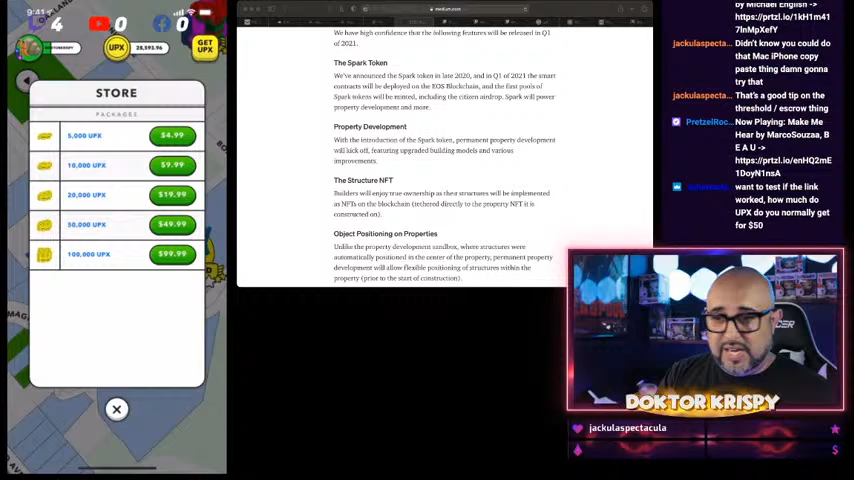 9:41
4
0
0
UPX
28,593.96
GET
UPX
STORE
PACKAGES
5,000 UPX
$4.99
10,000 UPX
$9.99
20,000 UPX
$19.99
50,000 UPX
$49.99
100,000 UPX
$99.99
medium.com
We have high confidence that the following features will be released in Q1
of 2021.
The Spark Token
We've announced the Spark token in late 2020, and in Q1 of 2021 the smart
contracts will be deployed on the EOS Blockchain, and the first pools of
Spark tokens will be minted, including the citizen airdrop. Spark will power
property development and more.
Property Development
With the introduction of the Spark token, permanent property development
will kick off, featuring upgraded building models and various
improvements.
The Structure NFT
Builders will enjoy true ownership as their structures will be implemented
as NFTs on the blockchain (tethered directly to the property NFT it is
constructed on).
Object Positioning on Properties
Unlike the property development sandbox, where structures were
automatically positioned in the center of the property, permanent property
development will allow flexible positioning of structures within the
property (prior to the start of construction).
by Michael English ->
https://prtzl.io/1kH1m41
7lnMpXefY
jackulaspecta... Didn't know you could do
that Mac iPhone copy
paste thing damn gonna
try that
jackulaspecta... That's a good tip on the
threshold / escrow thing
PretzelRoc... Now Playing: Make Me
Hear by MarcoSouza, B
E A U ->
https://prtzl.io/enHQ2mE
1DoyN1nsA
want to test if the link
worked, how much do
UPX do you normally get
for $50
DOKTOR KRISPY
jackulaspectacula
$